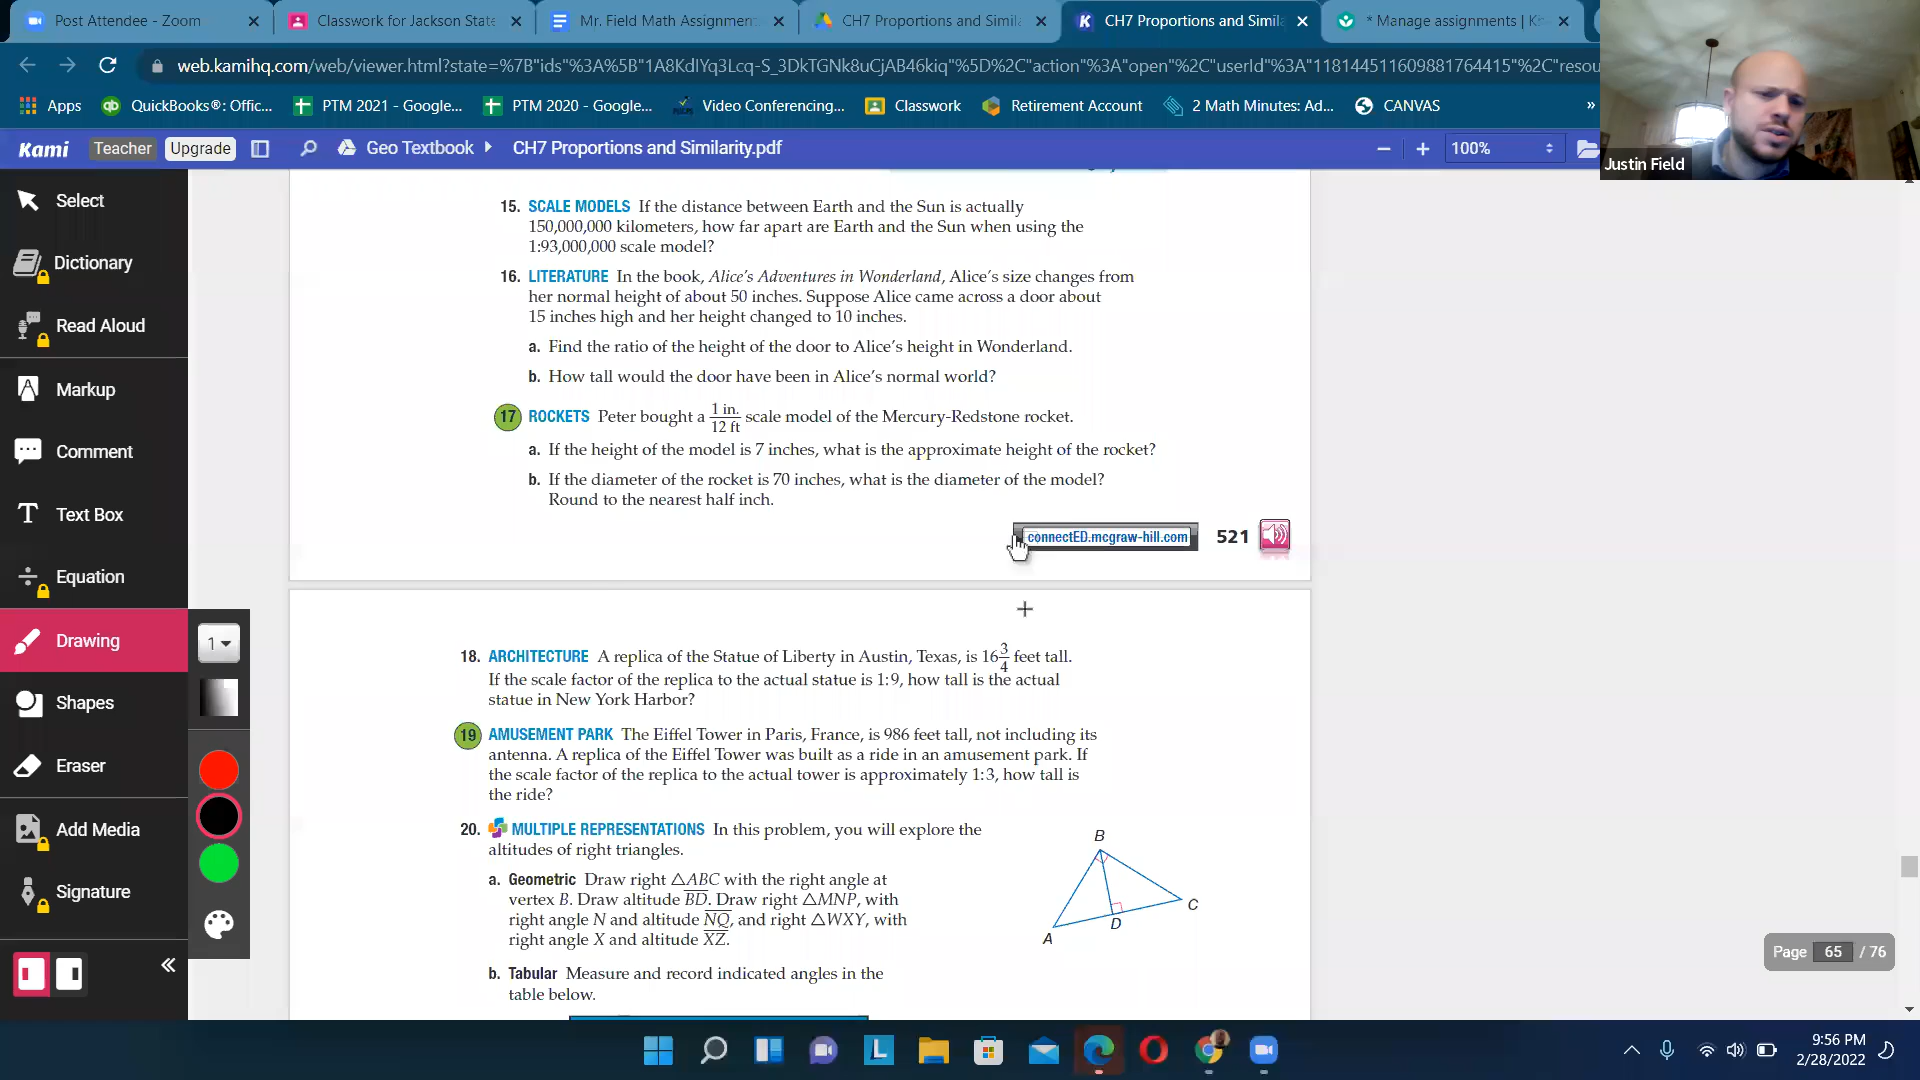 Post Attendee - Zoom
Classwork for Jackson State
Mr. Field Math Assignment
CH7 Proportions and Simila
CH7 Proportions and Simila
* Manage assignments | Kn
web.kamihq.com/web/viewer.html?state=%7B"ids"%3A%5B"1A8KdIYq3Lcq-S_3DkTGNk8uCjAB46kiq"%5D%2C"action"%3A"open"%2C"userId"%3A"118144511609881764415"%2C"resou
Apps
QuickBooks®: Offic...
PTM 2021 - Google...
PTM 2020 - Google...
Video Conferencing...
Classwork
Retirement Account
2 Math Minutes: Ad...
CANVAS
»
Kami
Teacher
Upgrade
Geo Textbook
CH7 Proportions and Similarity.pdf
100%
Justin Field
Select
Dictionary
Read Aloud
Markup
Comment
Text Box
Equation
Drawing
Shapes
Eraser
Add Media
Signature
1
15. SCALE MODELS If the distance between Earth and the Sun is actually
150,000,000 kilometers, how far apart are Earth and the Sun when using the
1:93,000,000 scale model?
16. LITERATURE In the book, Alice's Adventures in Wonderland, Alice's size changes from
her normal height of about 50 inches. Suppose Alice came across a door about
15 inches high and her height changed to 10 inches.
a. Find the ratio of the height of the door to Alice's height in Wonderland.
b. How tall would the door have been in Alice's normal world?
17 ROCKETS Peter bought a 1 in./12 ft scale model of the Mercury-Redstone rocket.
a. If the height of the model is 7 inches, what is the approximate height of the rocket?
b. If the diameter of the rocket is 70 inches, what is the diameter of the model?
Round to the nearest half inch.
connectED.mcgraw-hill.com 521
18. ARCHITECTURE A replica of the Statue of Liberty in Austin, Texas, is 16 3/4 feet tall.
If the scale factor of the replica to the actual statue is 1:9, how tall is the actual
statue in New York Harbor?
19 AMUSEMENT PARK The Eiffel Tower in Paris, France, is 986 feet tall, not including its
antenna. A replica of the Eiffel Tower was built as a ride in an amusement park. If
the scale factor of the replica to the actual tower is approximately 1:3, how tall is
the ride?
20. MULTIPLE REPRESENTATIONS In this problem, you will explore the
altitudes of right triangles.
a. Geometric Draw right △ABC with the right angle at
vertex B. Draw altitude BD. Draw right △MNP, with
right angle N and altitude NQ, and right △WXY, with
right angle X and altitude XZ.
b. Tabular Measure and record indicated angles in the
table below.
B
C
D
A
Page 65 / 76
9:56 PM
2/28/2022